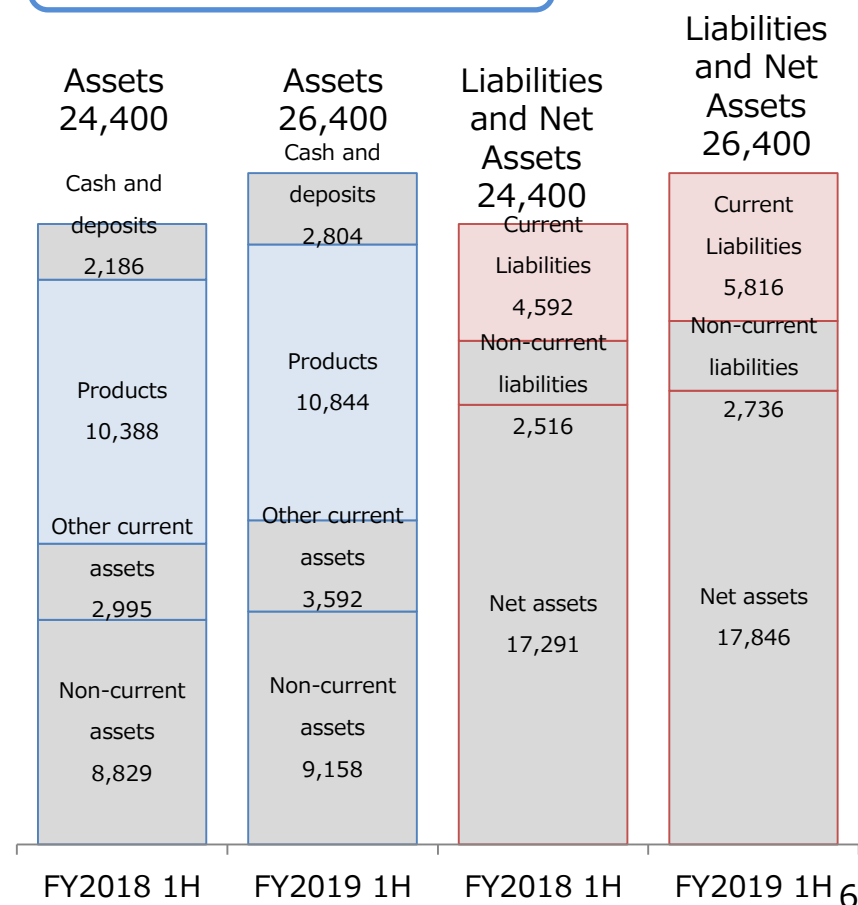 Assets
24,400
Cash and
deposits
2,186
Products
10,388
Other current
assets
2,995
Non-current
assets
8,829
FY2018 1H
Assets
26,400
Cash and
deposits
2,804
Products
10,844
Other current
assets
3,592
Non-current
assets
9,158
FY2019 1H
Liabilities
and Net
Assets
24,400
Current
Liabilities
4,592
Non-current
liabilities
2,516
Net assets
17,291
FY2018 1H
Liabilities
and Net
Assets
26,400
Current
Liabilities
5,816
Non-current
liabilities
2,736
Net assets
17,846
FY2019 1H
6